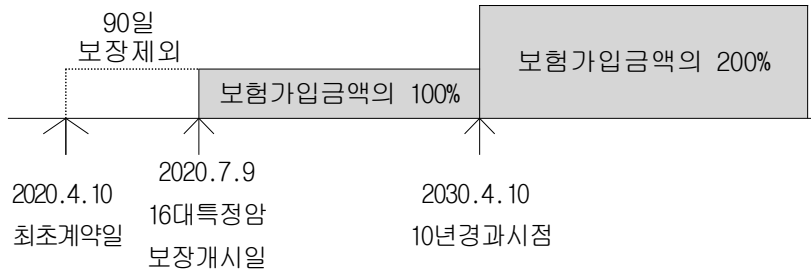 90일
보장제외
보험가입금액의 100%
보험가입금액의 200%
2020.4.10
최초계약일
2020.7.9
16대특정암
보장개시일
2030.4.10
10년경과시점